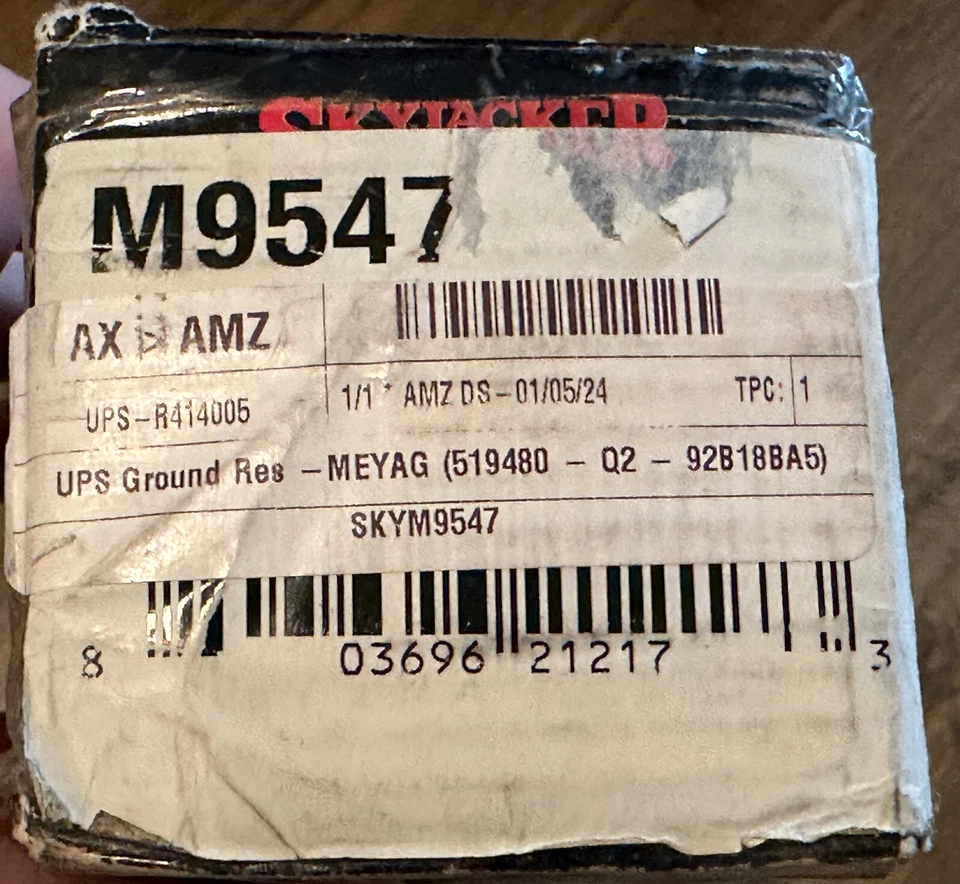 SKYJACKER
M9547
AX AMZ
UPS-R414005
1/1 * AMZ DS-01/05/24
TPC: 1
UPS Ground Res -MEYAG (519480 - Q2 - 92B18BA5)
SKYM9547
8 03696 21217 3